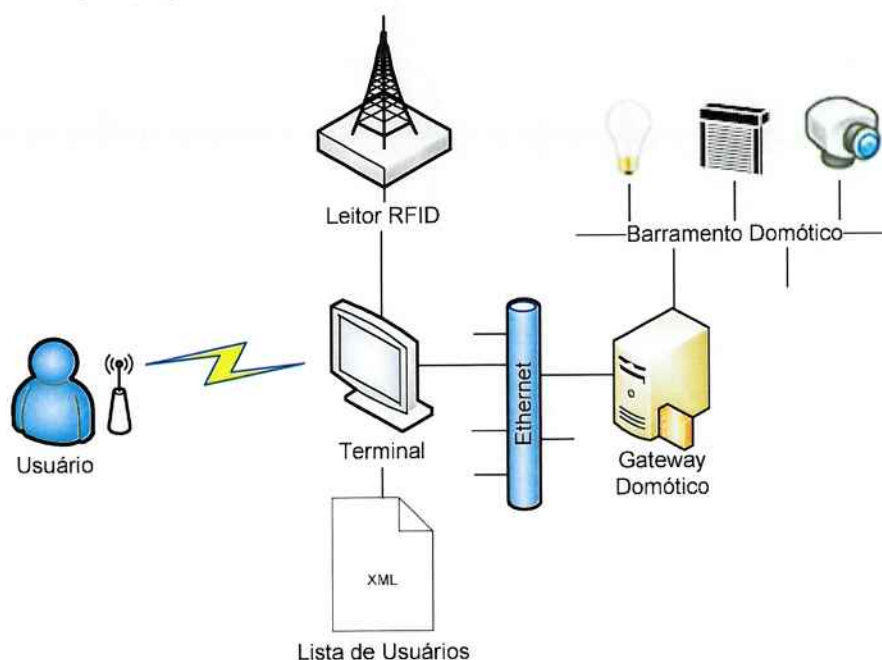 Leitor RFID
Barramento Domótico
Ethernet
Usuário
Terminal
Gateway
Domótico
XML
Lista de Usuários